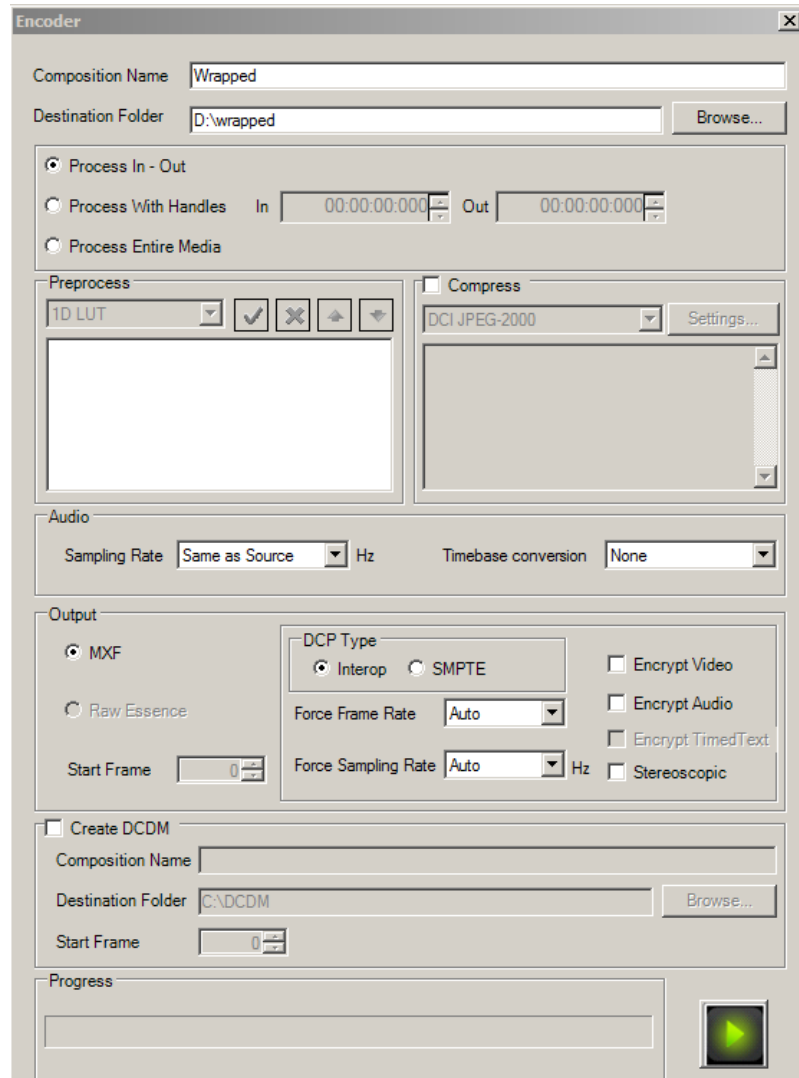 Encoder
Composition Name Wrapped
Destination Folder D:\wrapped Browse...
Process In - Out
Process With Handles In 00:00:00:000 Out 00:00:00:000
Process Entire Media
Preprocess
1D LUT
Compress
DCI JPEG-2000 Settings...
Audio
Sampling Rate Same as Source Hz Timebase conversion None
Output
MXF
Raw Essence
Start Frame 0
DCP Type
Interop SMPTE
Force Frame Rate Auto
Force Sampling Rate Auto Hz
Encrypt Video
Encrypt Audio
Encrypt TimedText
Stereoscopic
Create DCDM
Composition Name
Destination Folder C:\DCDM Browse...
Start Frame 0
Progress